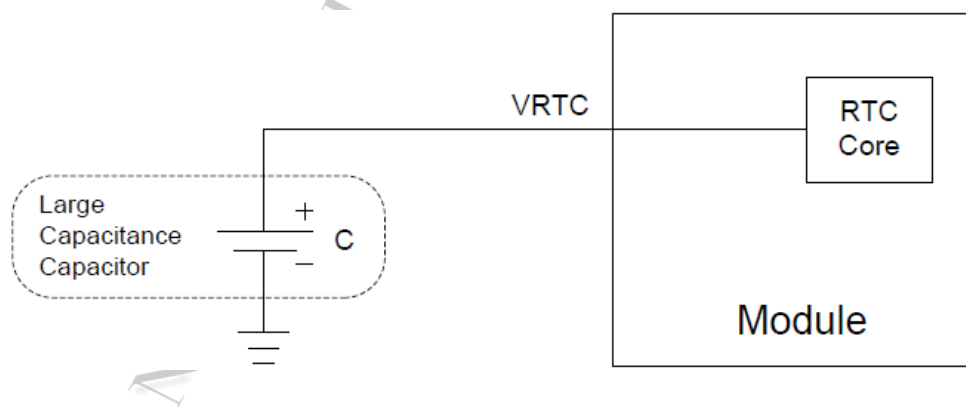 VRTC
RTC
Core
Large
Capacitance
Capacitor
+
C
−
Module